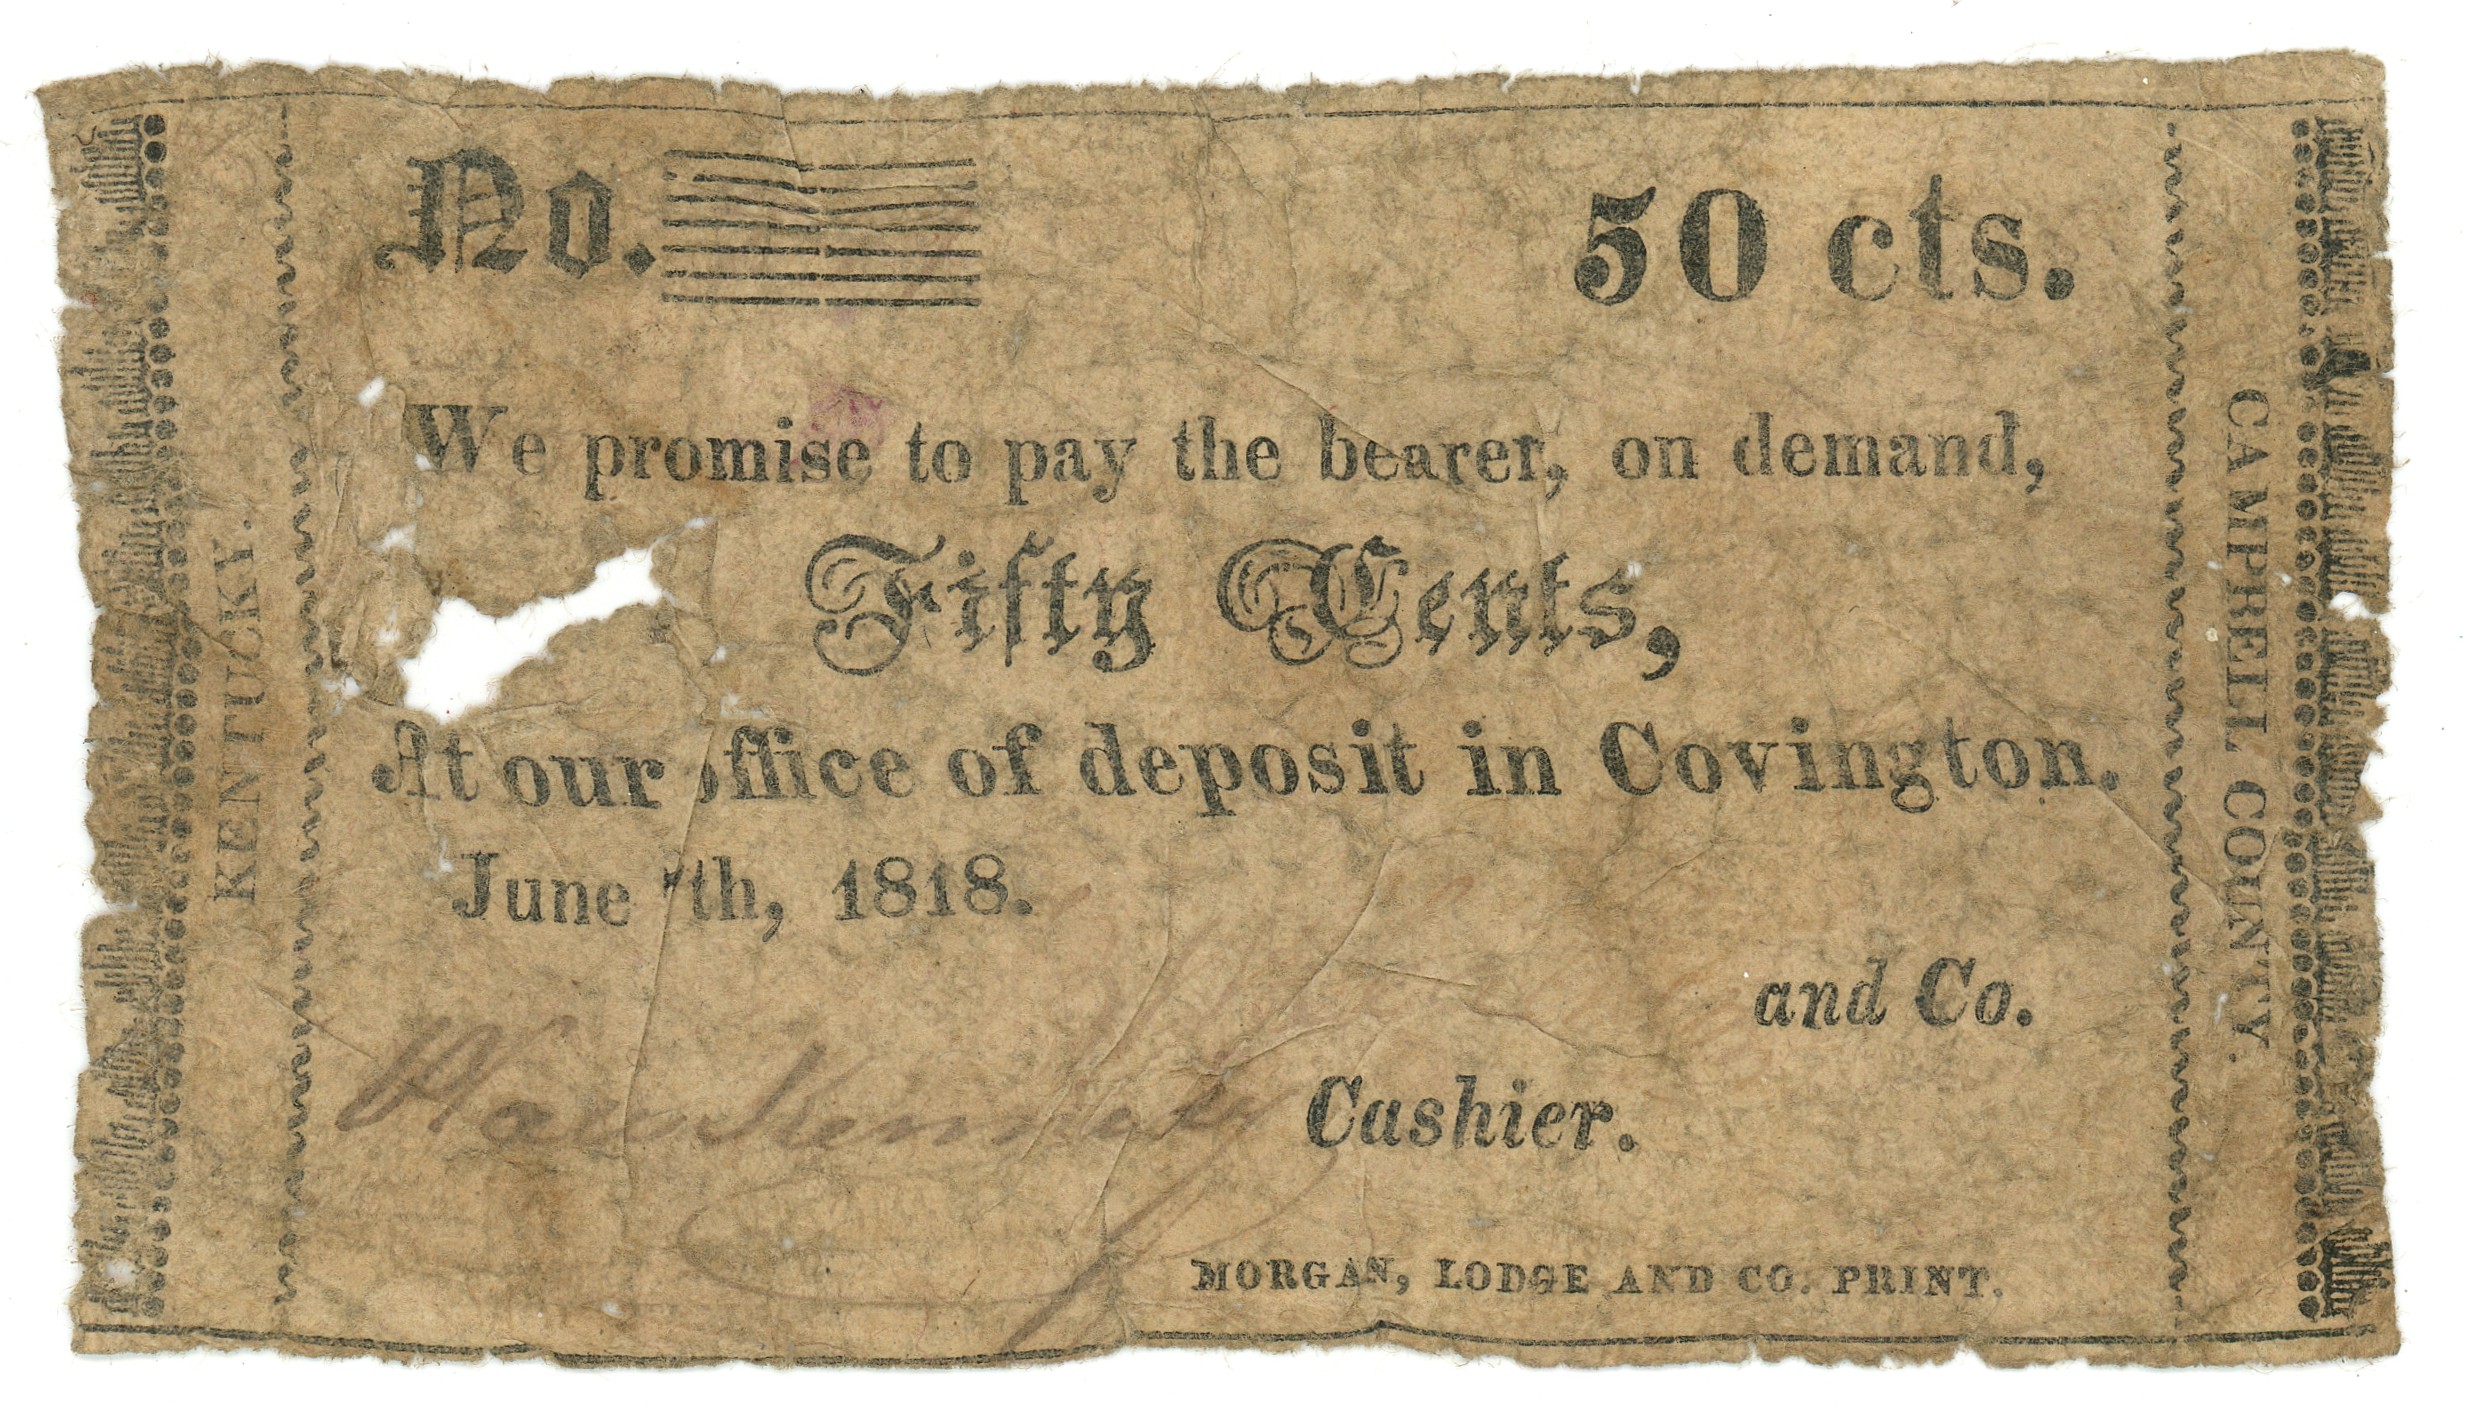 No. 50 cts.
We promise to pay the bearer, on demand,
Fifty Cents,
At our office of deposit in Covington.
June 7th, 1818.
and Co.
Cashier.
MORGAN, LODGE AND CO. PRINT.
KENTUCKY.
CAMPBELL COUNTY.